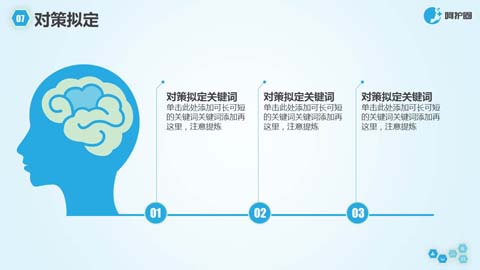 07 对策拟定
呵护圈
对策拟定关键词
单击此处添加可长可短
的关键词关键词添加再
这里，注意提炼
对策拟定关键词
单击此处添加可长可短
的关键词关键词添加再
这里，注意提炼
对策拟定关键词
单击此处添加可长可短
的关键词关键词添加再
这里，注意提炼
01
02
03